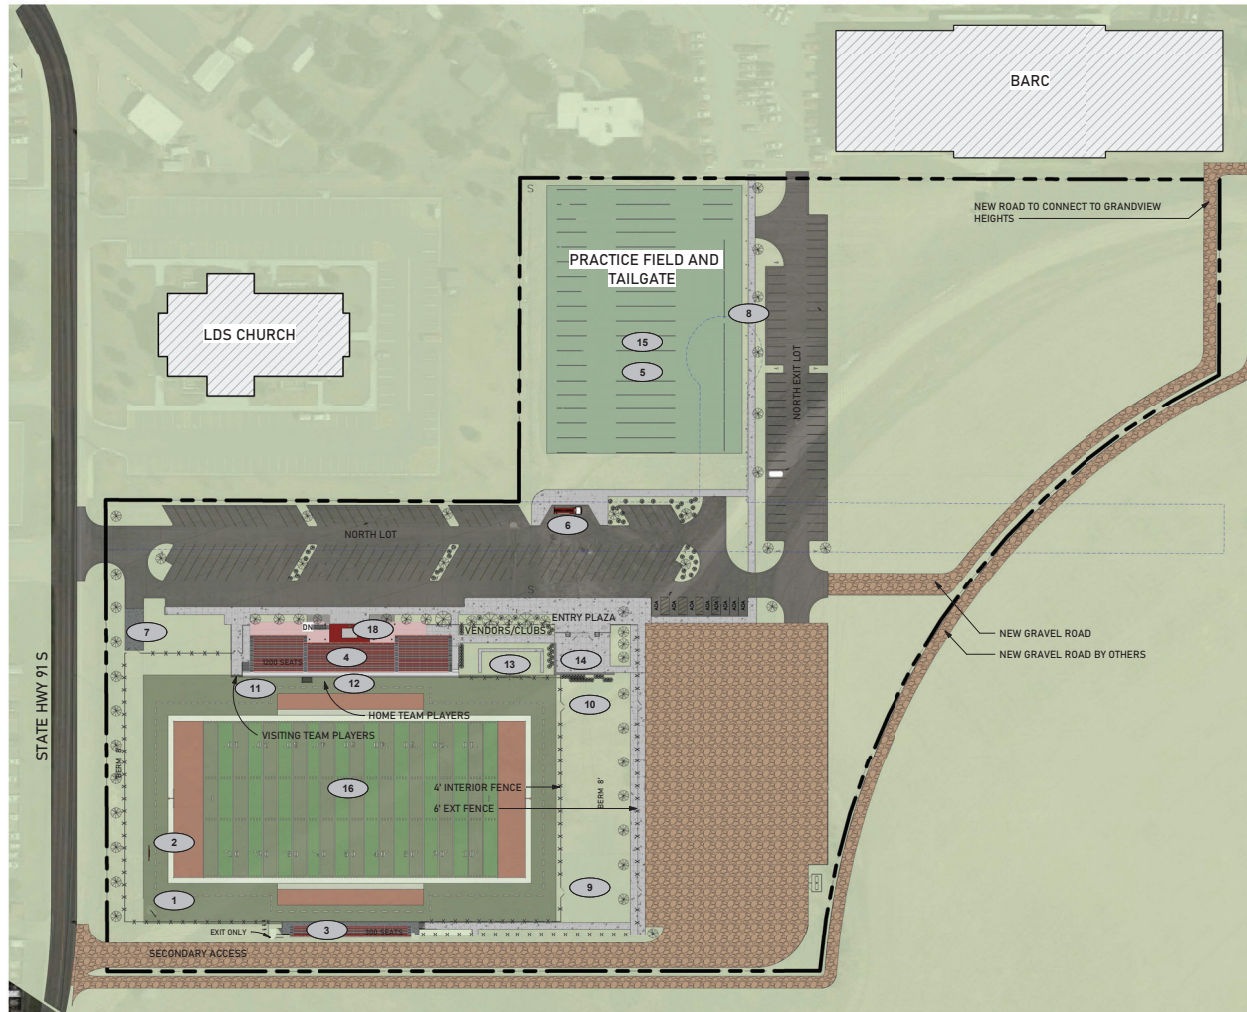 BARC
NEW ROAD TO CONNECT TO GRANDVIEW
HEIGHTS
S
PRACTICE FIELD AND
TAILGATE
8
LDS CHURCH
15
5
NORTH EXIT LOT
6
NORTH LOT
S
ENTRY PLAZA
7
DN
18
VENDORS/CLUBS
NEW GRAVEL ROAD
NEW GRAVEL ROAD BY OTHERS
4
1200 SEATS
13
14
11
12
10
HOME TEAM PLAYERS
VISITING TEAM PLAYERS
STATE HWY 91 S
BERM 8'
16
4' INTERIOR FENCE
6' EXT FENCE
BERM 8'
2
9
1
3
EXIT ONLY
300 SEATS
SECONDARY ACCESS